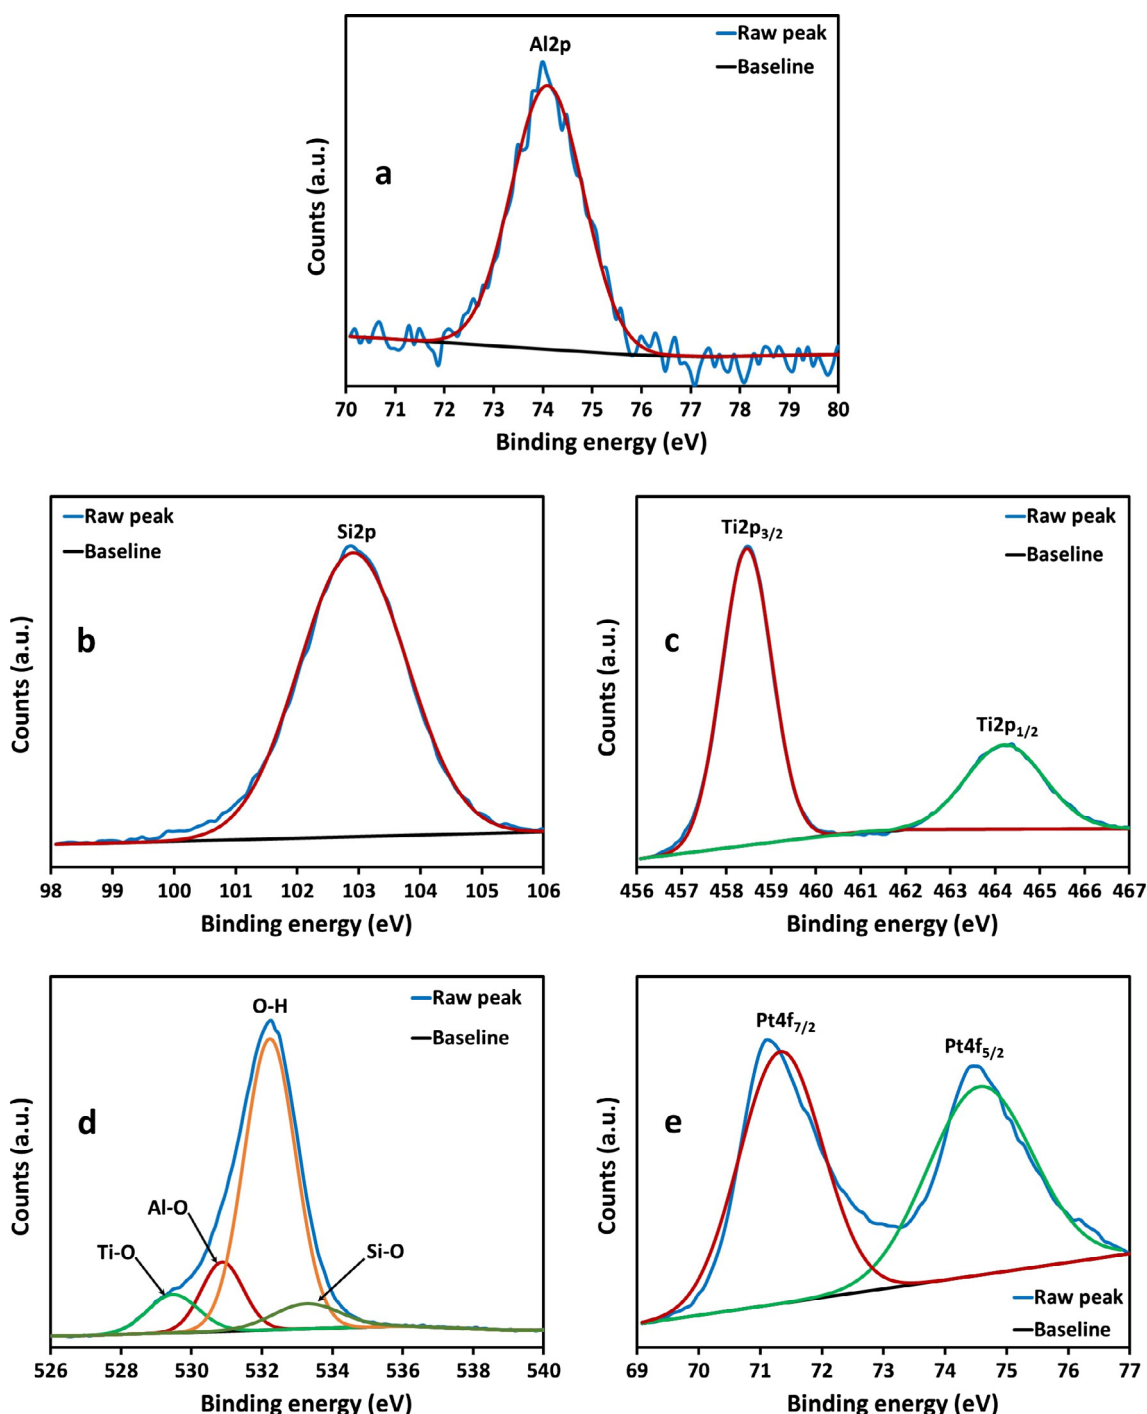 Al2p
Raw peak
Baseline
a
Counts (a.u.)
70 71 72 73 74 75 76 77 78 79 80
Binding energy (eV)
Raw peak
Baseline
Si2p
b
Counts (a.u.)
98 99 100 101 102 103 104 105 106
Binding energy (eV)
Ti2p3/2
Raw peak
Baseline
c
Ti2p1/2
Counts (a.u.)
456 457 458 459 460 461 462 463 464 465 466 467
Binding energy (eV)
O-H
Raw peak
Baseline
d
Al-O
Ti-O
Si-O
Counts (a.u.)
526 528 530 532 534 536 538 540
Binding energy (eV)
Pt4f7/2
Pt4f5/2
e
Raw peak
Baseline
Counts (a.u.)
69 70 71 72 73 74 75 76 77
Binding energy (eV)